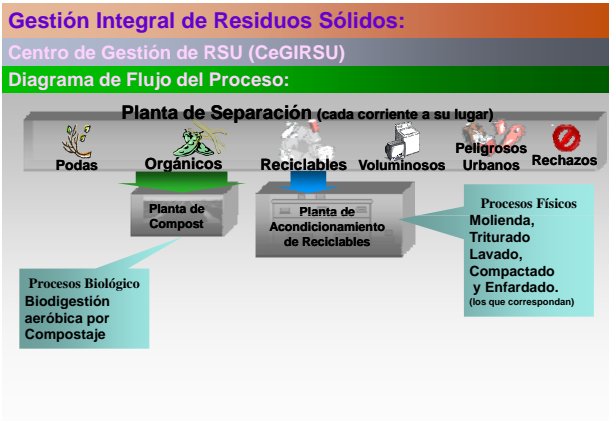 Gestión Integral de Residuos Sólidos:
Centro de Gestión de RSU (CeGIRSU)
Diagrama de Flujo del Proceso:
Planta de Separación (cada corriente a su lugar)
Podas
Orgánicos
Reciclables
Voluminosos
Peligrosos
Urbanos
Rechazos
Planta de
Compost
Planta de
Acondicionamiento
de Reciclables
Procesos Físicos
Molienda,
Triturado
Lavado,
Compactado
y Enfardado.
(los que correspondan)
Procesos Biológico
Biodigestión
aeróbica por
Compostaje